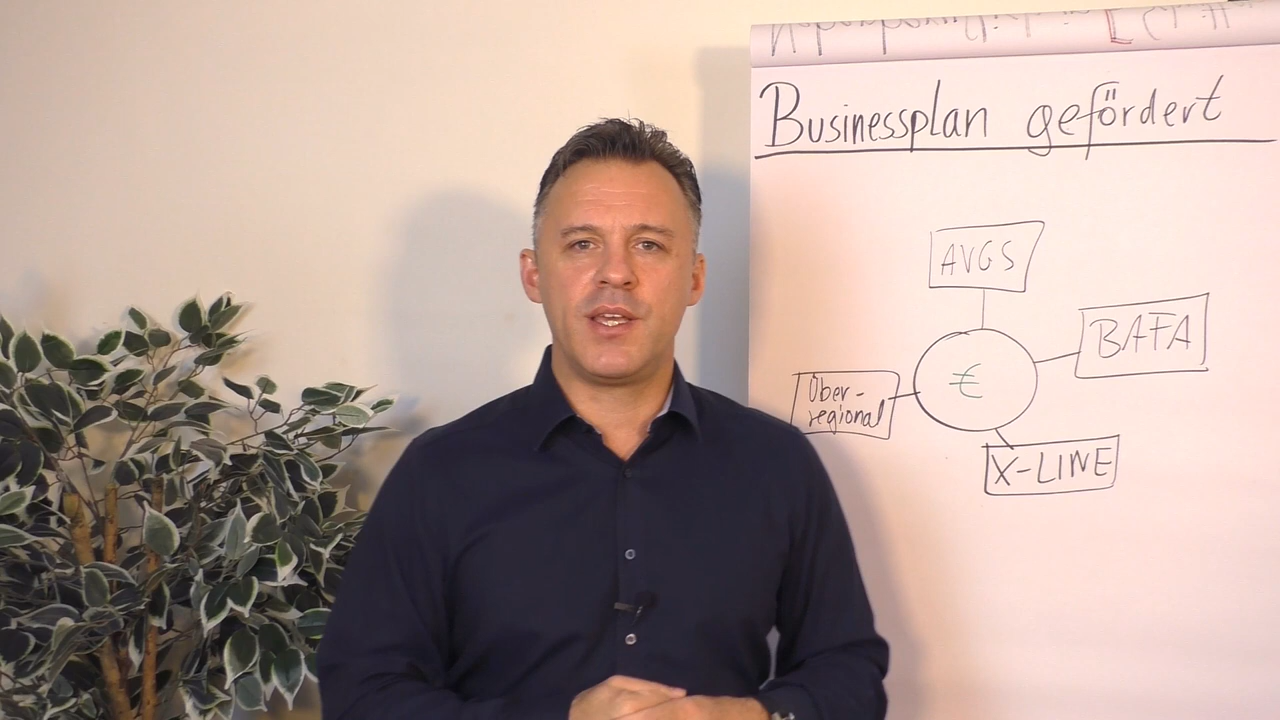 Businessplan gefördert
AVGS
BAFA
€
Über-
regional
X-LINE